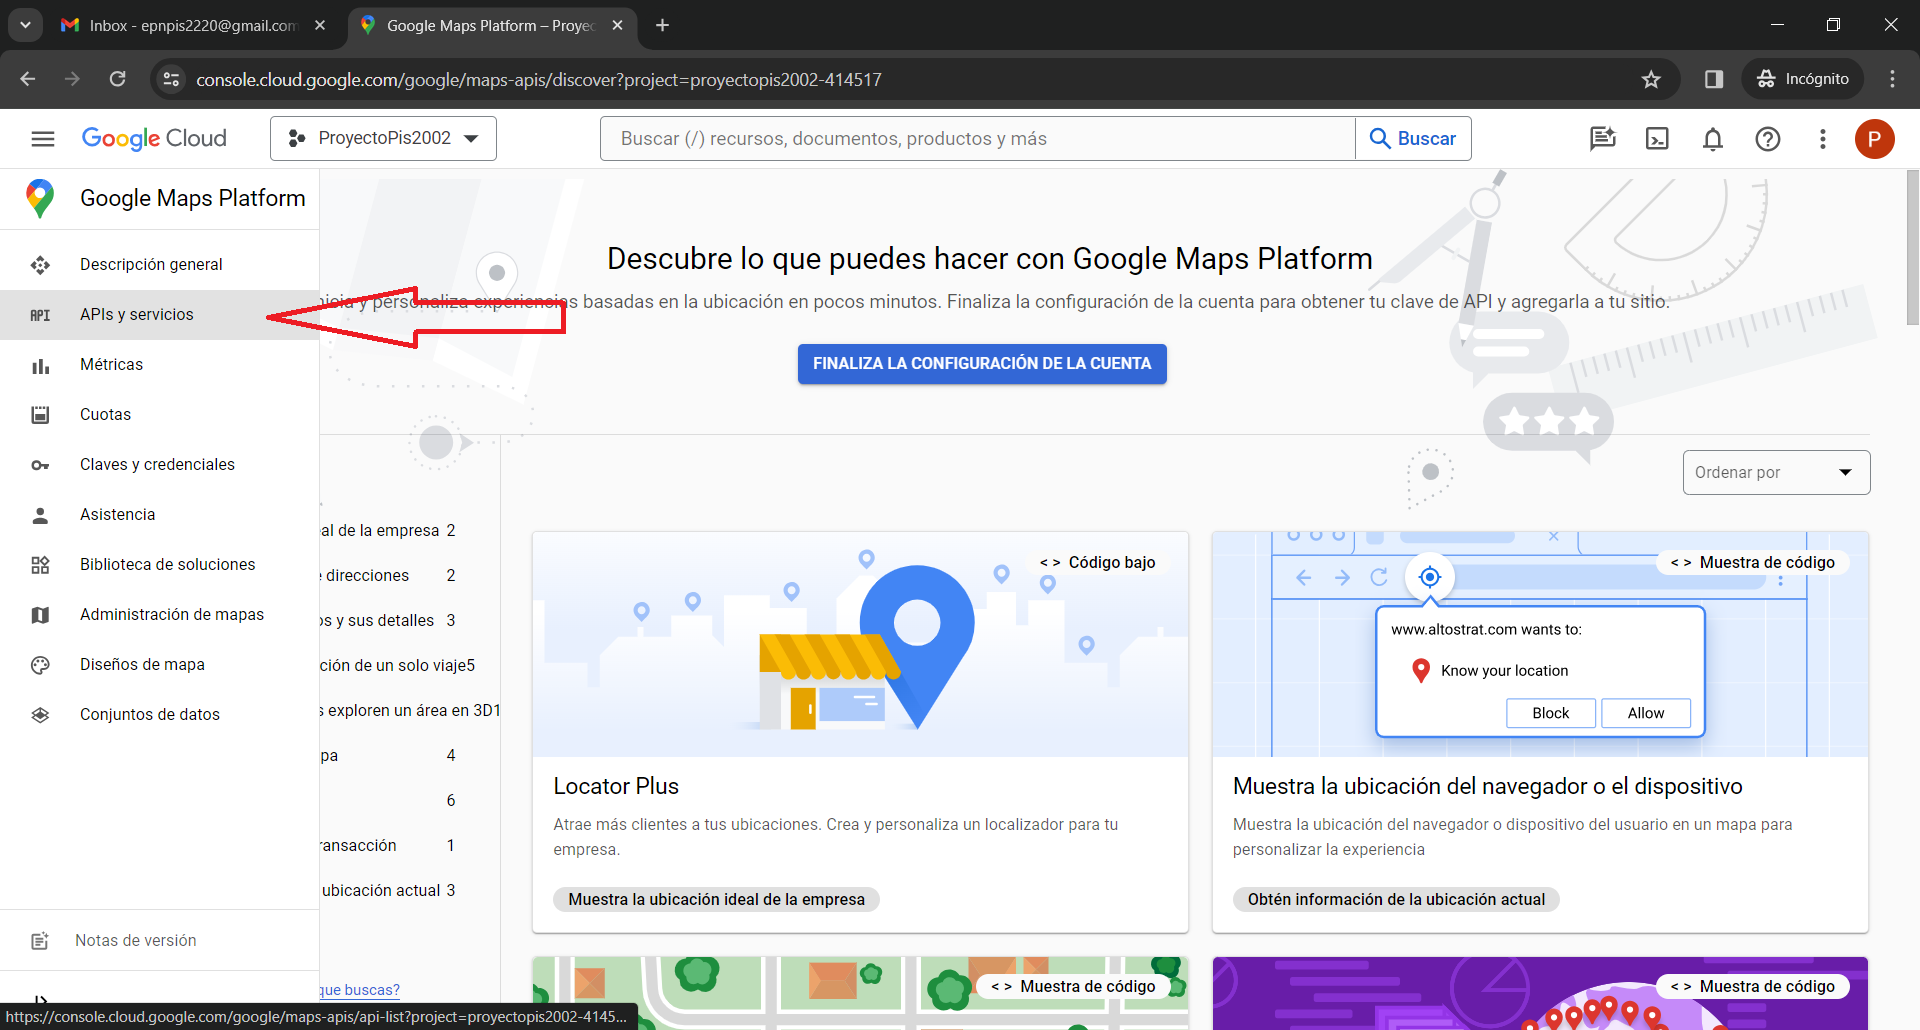 Inbox - epnpis2220@gmail.com
Google Maps Platform – Proyec
console.cloud.google.com/google/maps-apis/discover?project=proyectopis2002-414517
Incógnito
Google Cloud
ProyectoPis2002
Buscar (/) recursos, documentos, productos y más
Buscar
P
Google Maps Platform
Descripción general
API
APIs y servicios
Métricas
Cuotas
Claves y credenciales
Asistencia
Biblioteca de soluciones
Administración de mapas
Diseños de mapa
Conjuntos de datos
Notas de versión
Descubre lo que puedes hacer con Google Maps Platform
nicia y personaliza experiencias basadas en la ubicación en pocos minutos. Finaliza la configuración de la cuenta para obtener tu clave de API y agregarla a tu sitio.
FINALIZA LA CONFIGURACIÓN DE LA CUENTA
Ordenar por
al de la empresa 2
direcciones 2
os y sus detalles 3
ción de un solo viaje5
s exploren un área en 3D1
pa 4
6
ransacción 1
ubicación actual 3
que buscas?
< > Código bajo
Locator Plus
Atrae más clientes a tus ubicaciones. Crea y personaliza un localizador para tu
empresa.
Muestra la ubicación ideal de la empresa
< > Muestra de código
www.altostrat.com wants to:
Know your location
Block
Allow
Muestra la ubicación del navegador o el dispositivo
Muestra la ubicación del navegador o dispositivo del usuario en un mapa para
personalizar la experiencia
Obtén información de la ubicación actual
< > Muestra de código
< > Muestra de código
https://console.cloud.google.com/google/maps-apis/api-list?project=proyectopis2002-4145...